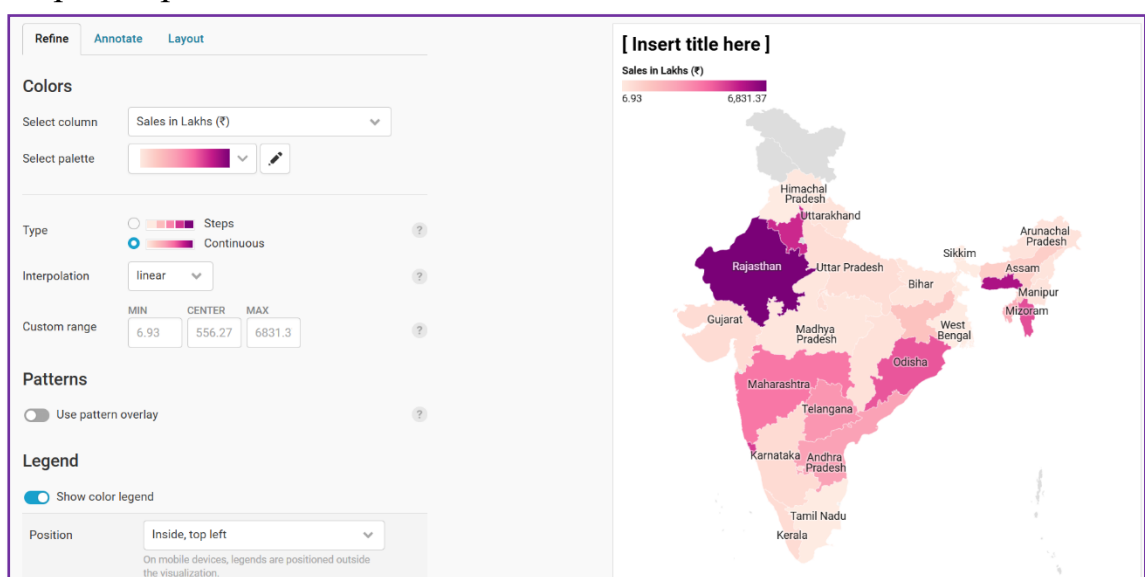 Refine Annotate Layout
Colors
Select column Sales in Lakhs (₹)
Select palette
Type Steps ?
Continuous
Interpolation linear ?
MIN CENTER MAX
Custom range 6.93 556.27 6831.3 ?
Patterns
Use pattern overlay ?
Legend
Show color legend
Position Inside, top left
On mobile devices, legends are positioned outside
the visualization.
[ Insert title here ]
Sales in Lakhs (₹)
6.93 6,831.37
Himachal
Pradesh
Uttarakhand
Arunachal
Pradesh
Sikkim
Rajasthan Uttar Pradesh Assam
Bihar
Manipur
Mizoram
Gujarat
Madhya
Pradesh
West
Bengal
Odisha
Maharashtra
Telangana
Karnataka
Andhra
Pradesh
Tamil Nadu
Kerala